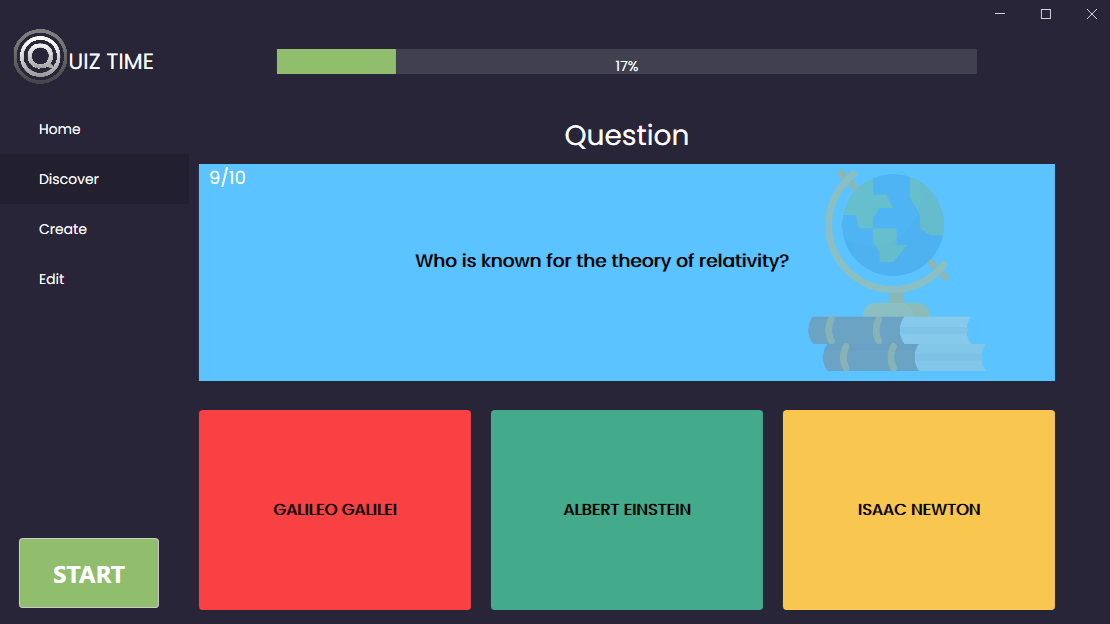 QUIZ TIME
17%
Home
Discover
Create
Edit
START
Question
9/10
Who is known for the theory of relativity?
GALILEO GALILEI
ALBERT EINSTEIN
ISAAC NEWTON